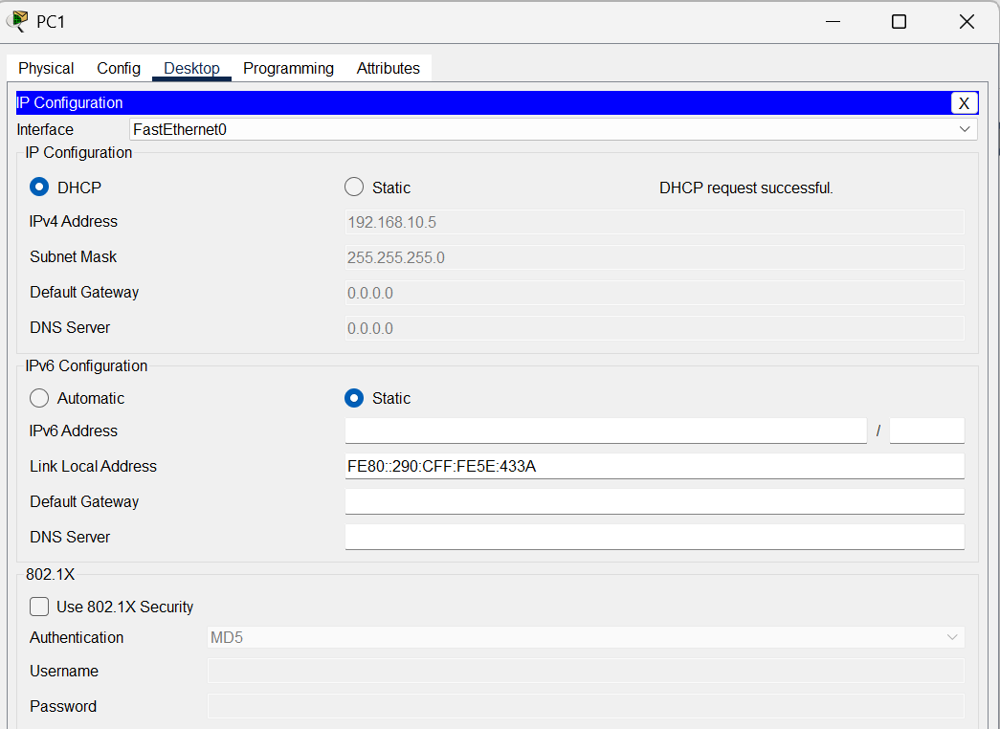 PC1
Physical Config Desktop Programming Attributes
IP Configuration X
Interface FastEthernet0
IP Configuration
DHCP Static DHCP request successful.
IPv4 Address 192.168.10.5
Subnet Mask 255.255.255.0
Default Gateway 0.0.0.0
DNS Server 0.0.0.0
IPv6 Configuration
Automatic Static
IPv6 Address /
Link Local Address FE80::290:CFF:FE5E:433A
Default Gateway
DNS Server
802.1X
Use 802.1X Security
Authentication MD5
Username
Password